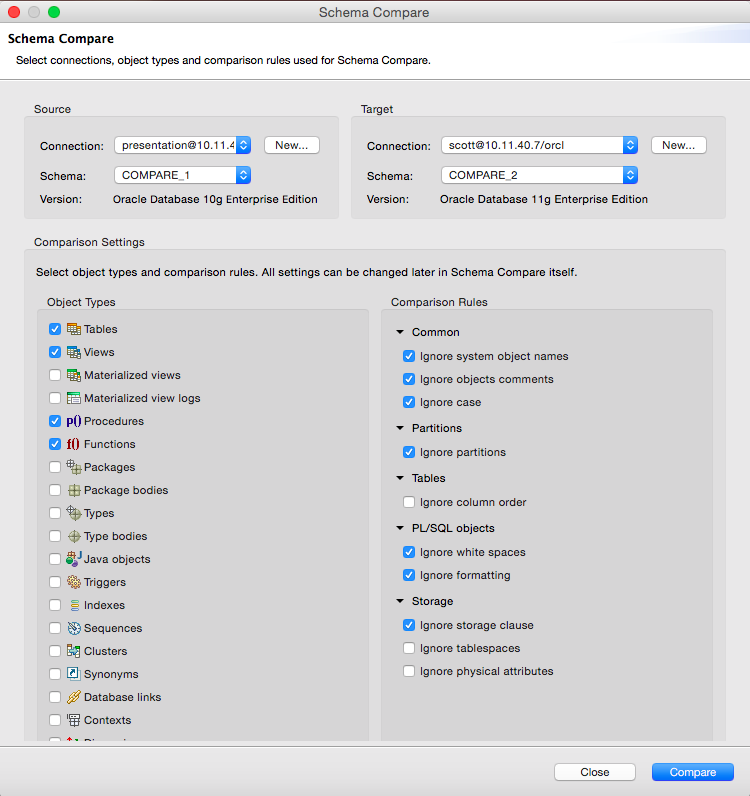 Schema Compare
Schema Compare
Select connections, object types and comparison rules used for Schema Compare.
Source
Connection: presentation@10.11.4 New...
Schema: COMPARE_1
Version: Oracle Database 10g Enterprise Edition
Target
Connection: scott@10.11.40.7/orcl New...
Schema: COMPARE_2
Version: Oracle Database 11g Enterprise Edition
Comparison Settings
Select object types and comparison rules. All settings can be changed later in Schema Compare itself.
Object Types
Tables
Views
Materialized views
Materialized view logs
p() Procedures
f() Functions
Packages
Package bodies
Types
Type bodies
Java objects
Triggers
Indexes
Sequences
Clusters
Synonyms
Database links
Contexts
Comparison Rules
Common
Ignore system object names
Ignore objects comments
Ignore case
Partitions
Ignore partitions
Tables
Ignore column order
PL/SQL objects
Ignore white spaces
Ignore formatting
Storage
Ignore storage clause
Ignore tablespaces
Ignore physical attributes
Close
Compare